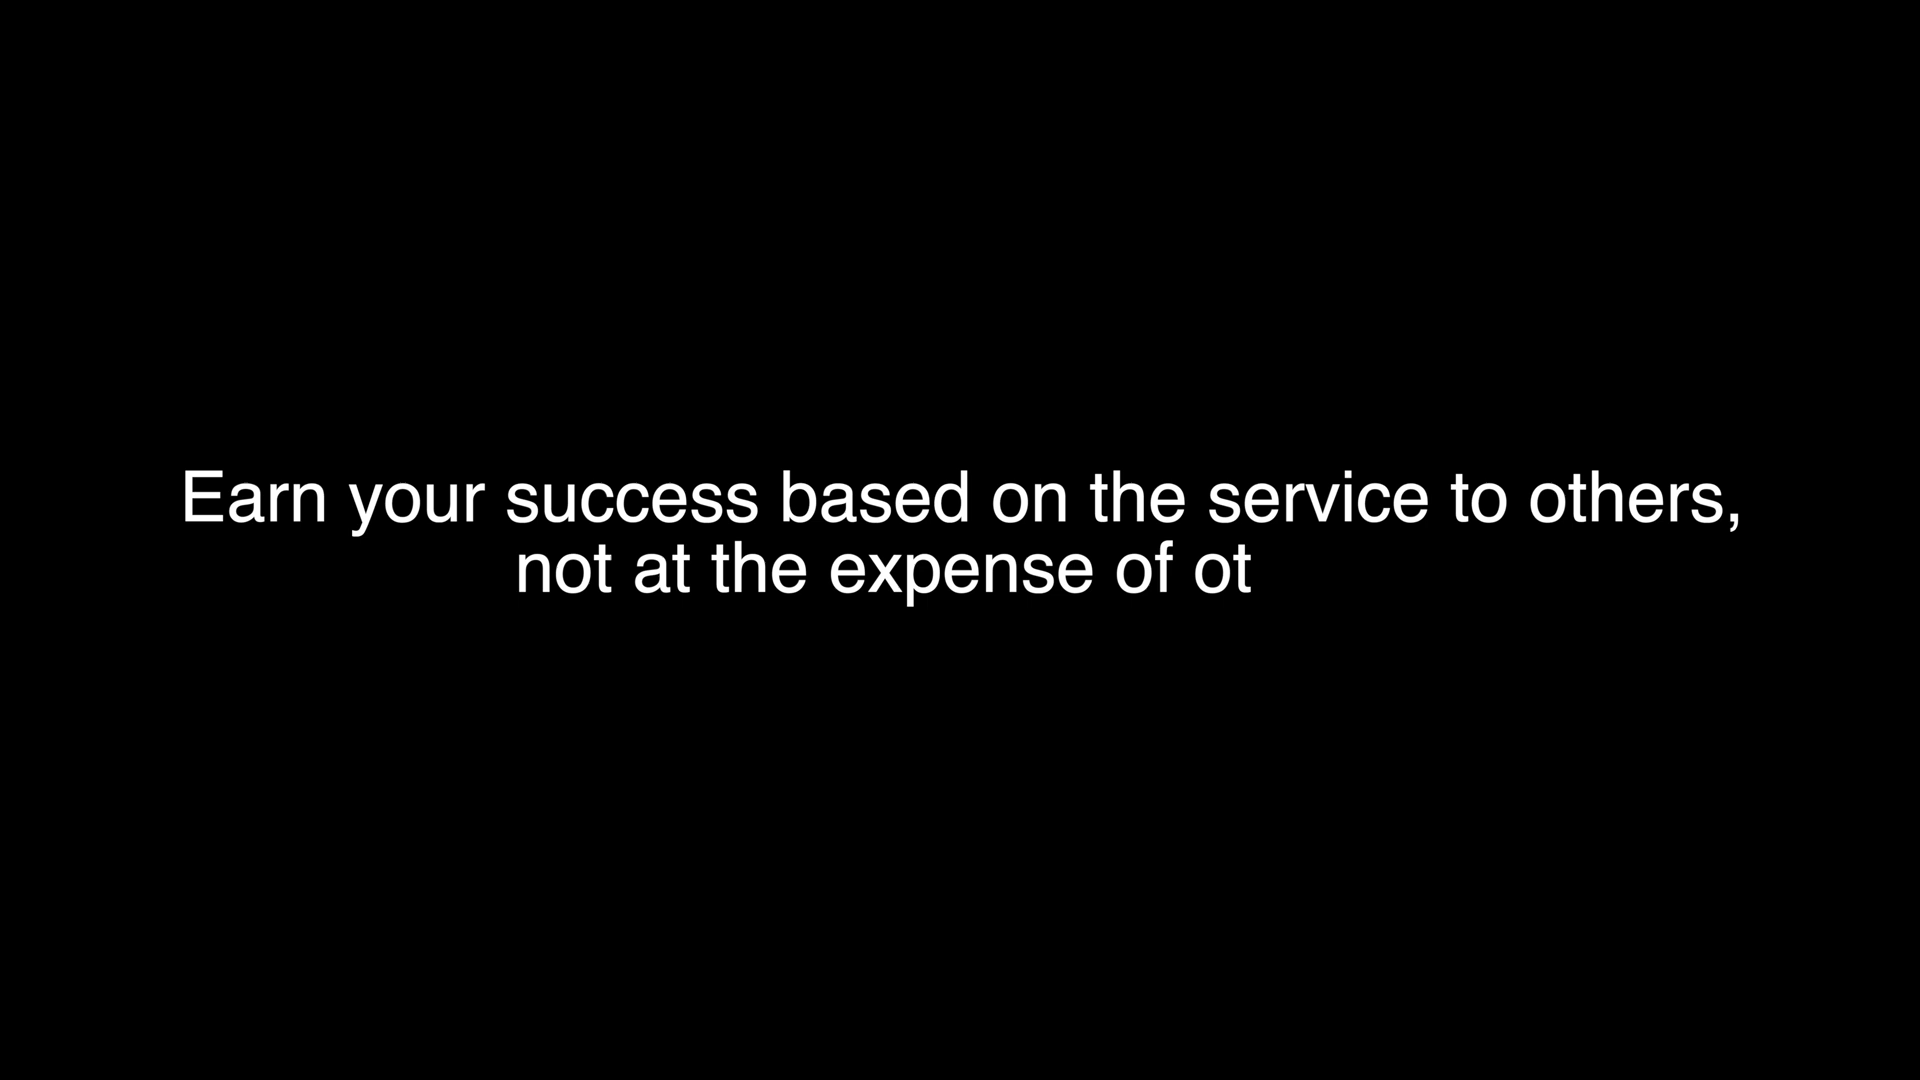 Earn your success based on the service to others,
not at the expense of ot